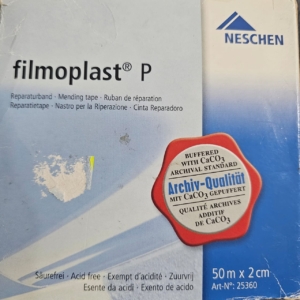 NESCHEN
filmoplast® P
Reparaturband · Mending tape · Ruban de réparation
Reparatietape · Nastro per la Riperazione · Cinta Reparadoro
BUFFERED
WITH CaCO3
ARCHIVAL STANDARD
Archiv-Qualität
MIT CaCO3 GEPUFFERT
QUALITÉ ARCHIVES
ADDITIF
DE CaCO3
Säurefrei · Acid free · Exempt d'acidité · Zuurvrij
Esente da acidi · Exento de acido
50 m x 2 cm
Art-N°: 25360